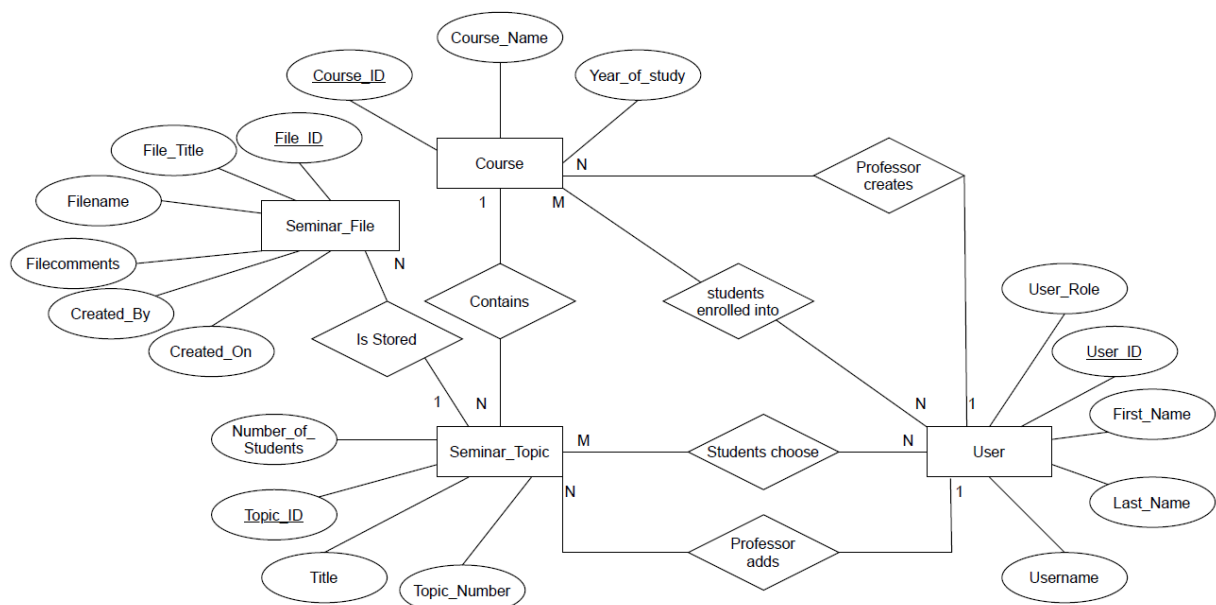 Course_Name
Course_ID
Year_of_study
File_ID
File_Title
Course
N
Professor
creates
Filename
1
M
Seminar_File
N
Filecomments
students
enrolled into
User_Role
Contains
Created_By
Is Stored
Created_On
User_ID
1
N
N
1
First_Name
Number_of_
Students
M
N
Seminar_Topic
Students choose
User
N
1
Last_Name
Topic_ID
Professor
adds
Title
Topic_Number
Username